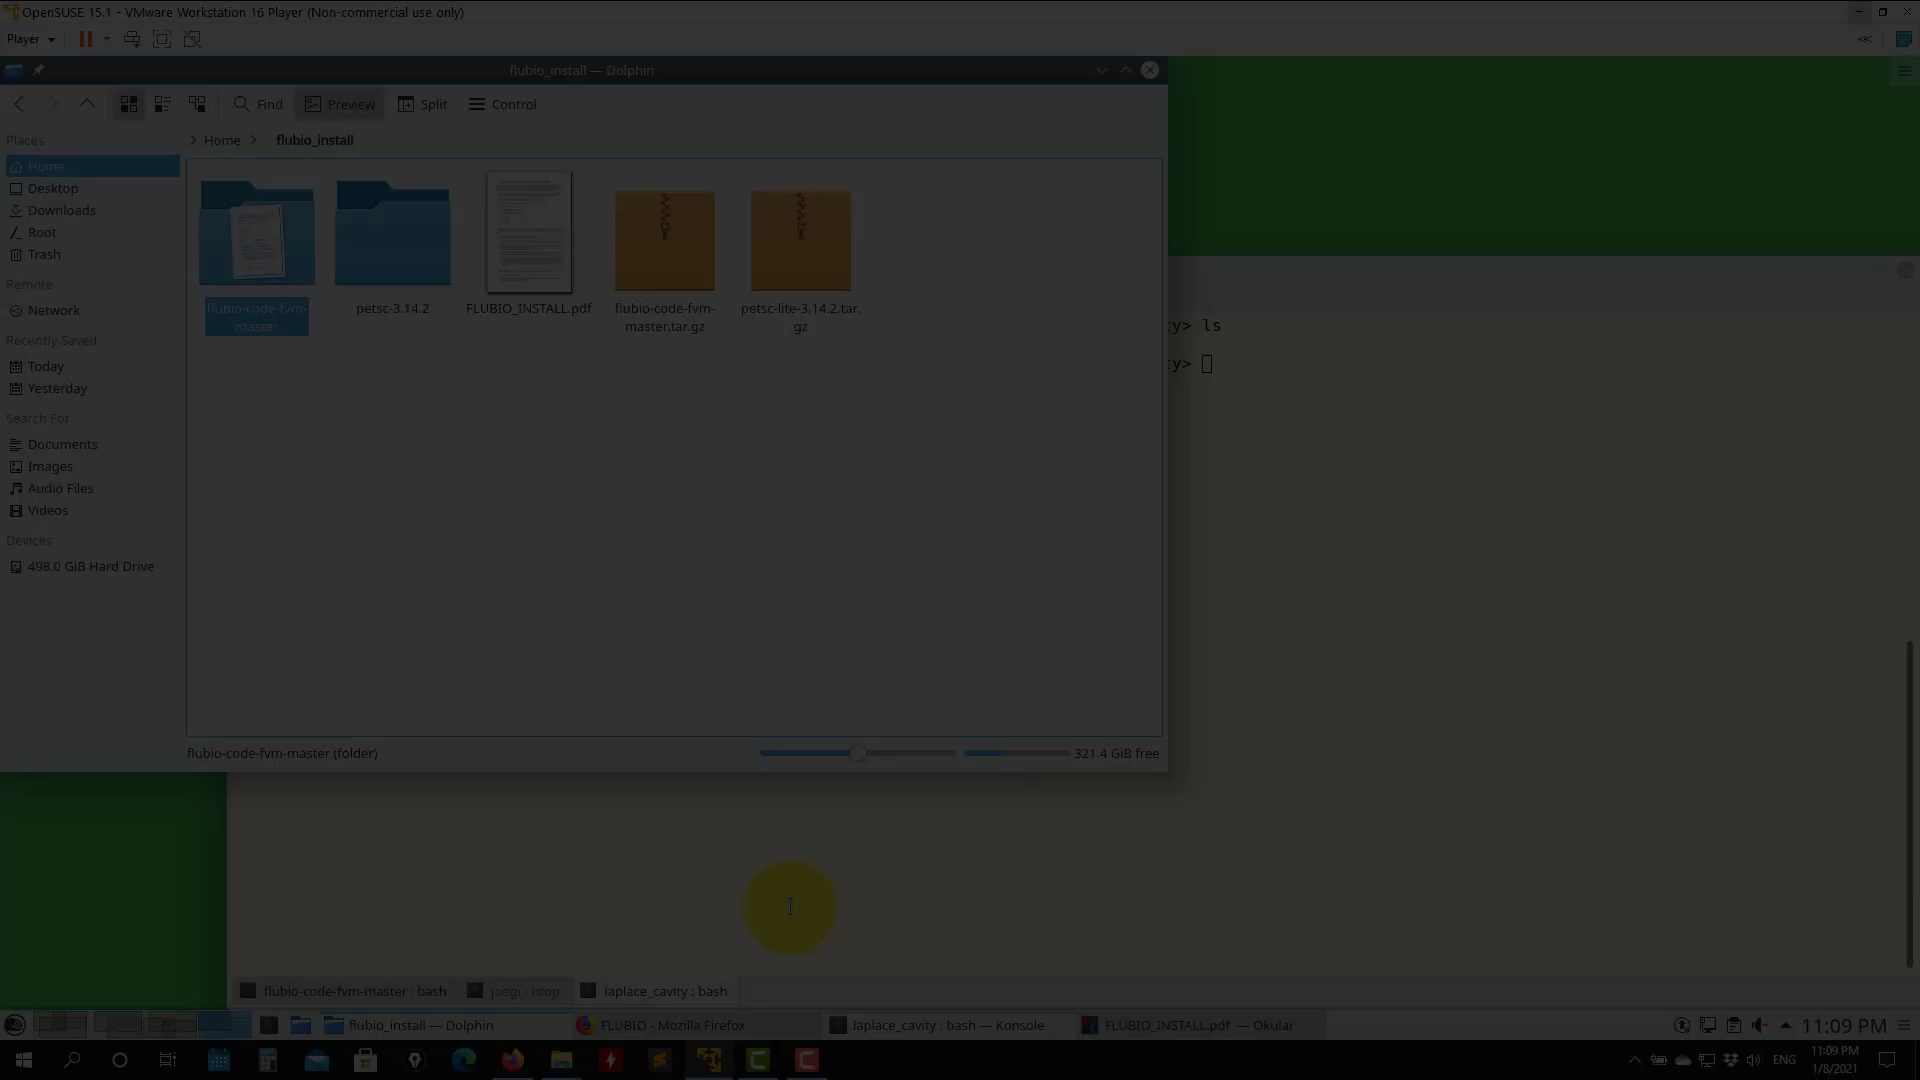 OpenSUSE 15.1 - VMware Workstation 16 Player (Non-commercial use only)
Player
flubio_install — Dolphin
Find
Preview
Split
Control
Places
Home
flubio_install
Home
Desktop
Downloads
Root
Trash
Remote
Network
Recently Saved
Today
Yesterday
Search For
Documents
Images
Audio Files
Videos
Devices
498.0 GiB Hard Drive
flubio-code-fvm-
master
petsc-3.14.2
FLUBIO_INSTALL.pdf
flubio-code-fvm-
master.tar.gz
petsc-lite-3.14.2.tar.
gz
ty> ls
ty>
flubio-code-fvm-master (folder)
321.4 GiB free
flubio-code-fvm-master : bash
joegi : htop
laplace_cavity : bash
flubio_install — Dolphin
FLUBIO - Mozilla Firefox
laplace_cavity : bash — Konsole
FLUBIO_INSTALL.pdf — Okular
11:09 PM
ENG
11:09 PM
1/8/2021